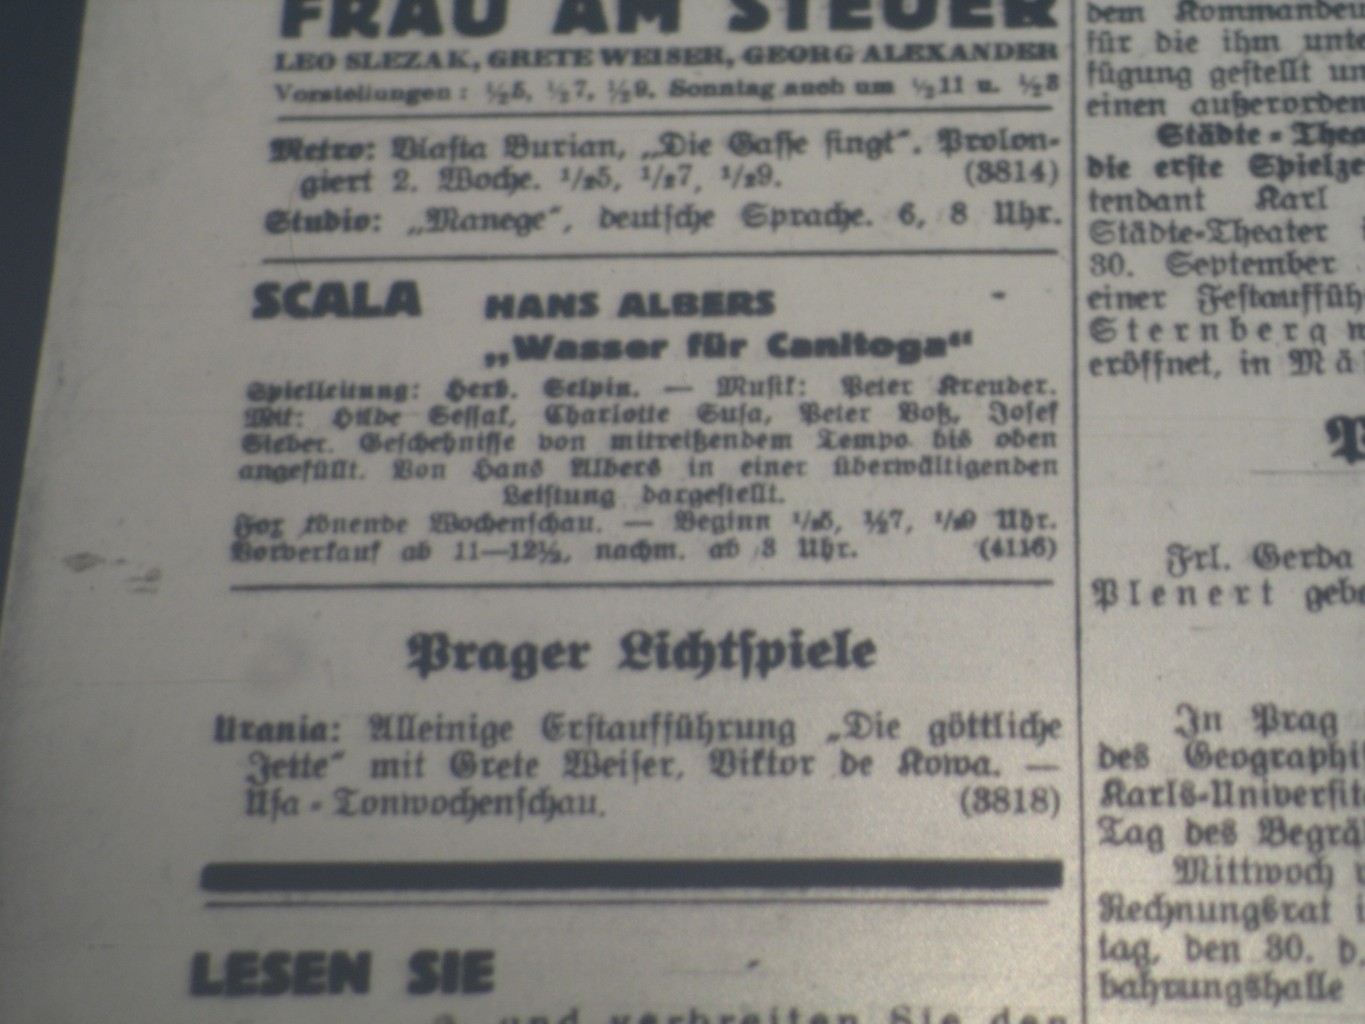 FRAU AM STEUER
LEO SLEZAK, GRETE WEISER, GEORG ALEXANDER
Vorstellungen: ½5, ½7, ½9. Sonntag auch um ½11 u. ½3
Metro: Vlasta Burian, „Die Gasse singt“. Prolon-
giert 2. Woche. 1/25, 1/27, 1/29. (3814)
Studio: „Manege“, deutsche Sprache. 6, 8 Uhr.
SCALA HANS ALBERS
„Wasser für Canitoga“
Spielleitung: Herb. Selpin. — Musik: Peter Kreuder.
Mit: Hilde Sessak, Charlotte Susa, Peter Voß, Josef
Sieber. Geschehnisse von mitreißendem Tempo bis oben
angefüllt. Von Hans Albers in einer überwältigenden
Leistung dargestellt.
Fox tönende Wochenschau. — Beginn 1/25, ½7, 1/29 Uhr.
Vorverkauf ab 11—12½, nachm. ab 3 Uhr. (4116)
Prager Lichtspiele
Urania: Alleinige Erstaufführung „Die göttliche
Jette“ mit Grete Weiser, Viktor de Kowa. —
Ufa-Tonwochenschau. (3818)
LESEN SIE
und verbreiten Sie den
dem Kommandeu
für die ihm unte
fügung gestellt un
einen außerorden
Städte-Thea
die erste Spielze
tendant Karl
Städte-Theater
30. September
einer Festaufführ
Sternberg
eröffnet, in Mä
P
Frl. Gerda
Plenert gebo
In Prag
des Geographi
Karls-Universitä
Tag des Begrä
Mittwoch
Rechnungsrat i
tag, den 30. d.
bahrungshalle